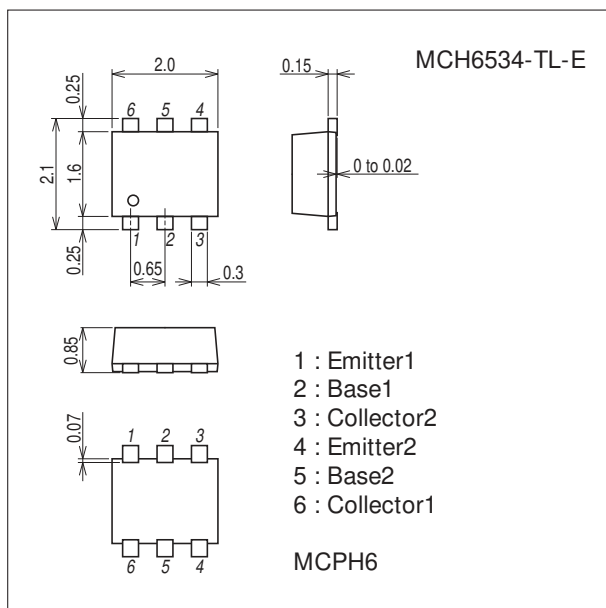 MCH6534-TL-E
2.0
0.15
0.25
6 5 4
2.1
1.6
0 to 0.02
0.25
1 2 3
0.65
0.3
0.85
1 : Emitter1
2 : Base1
3 : Collector2
4 : Emitter2
5 : Base2
6 : Collector1
0.07
1 2 3
6 5 4
MCPH6